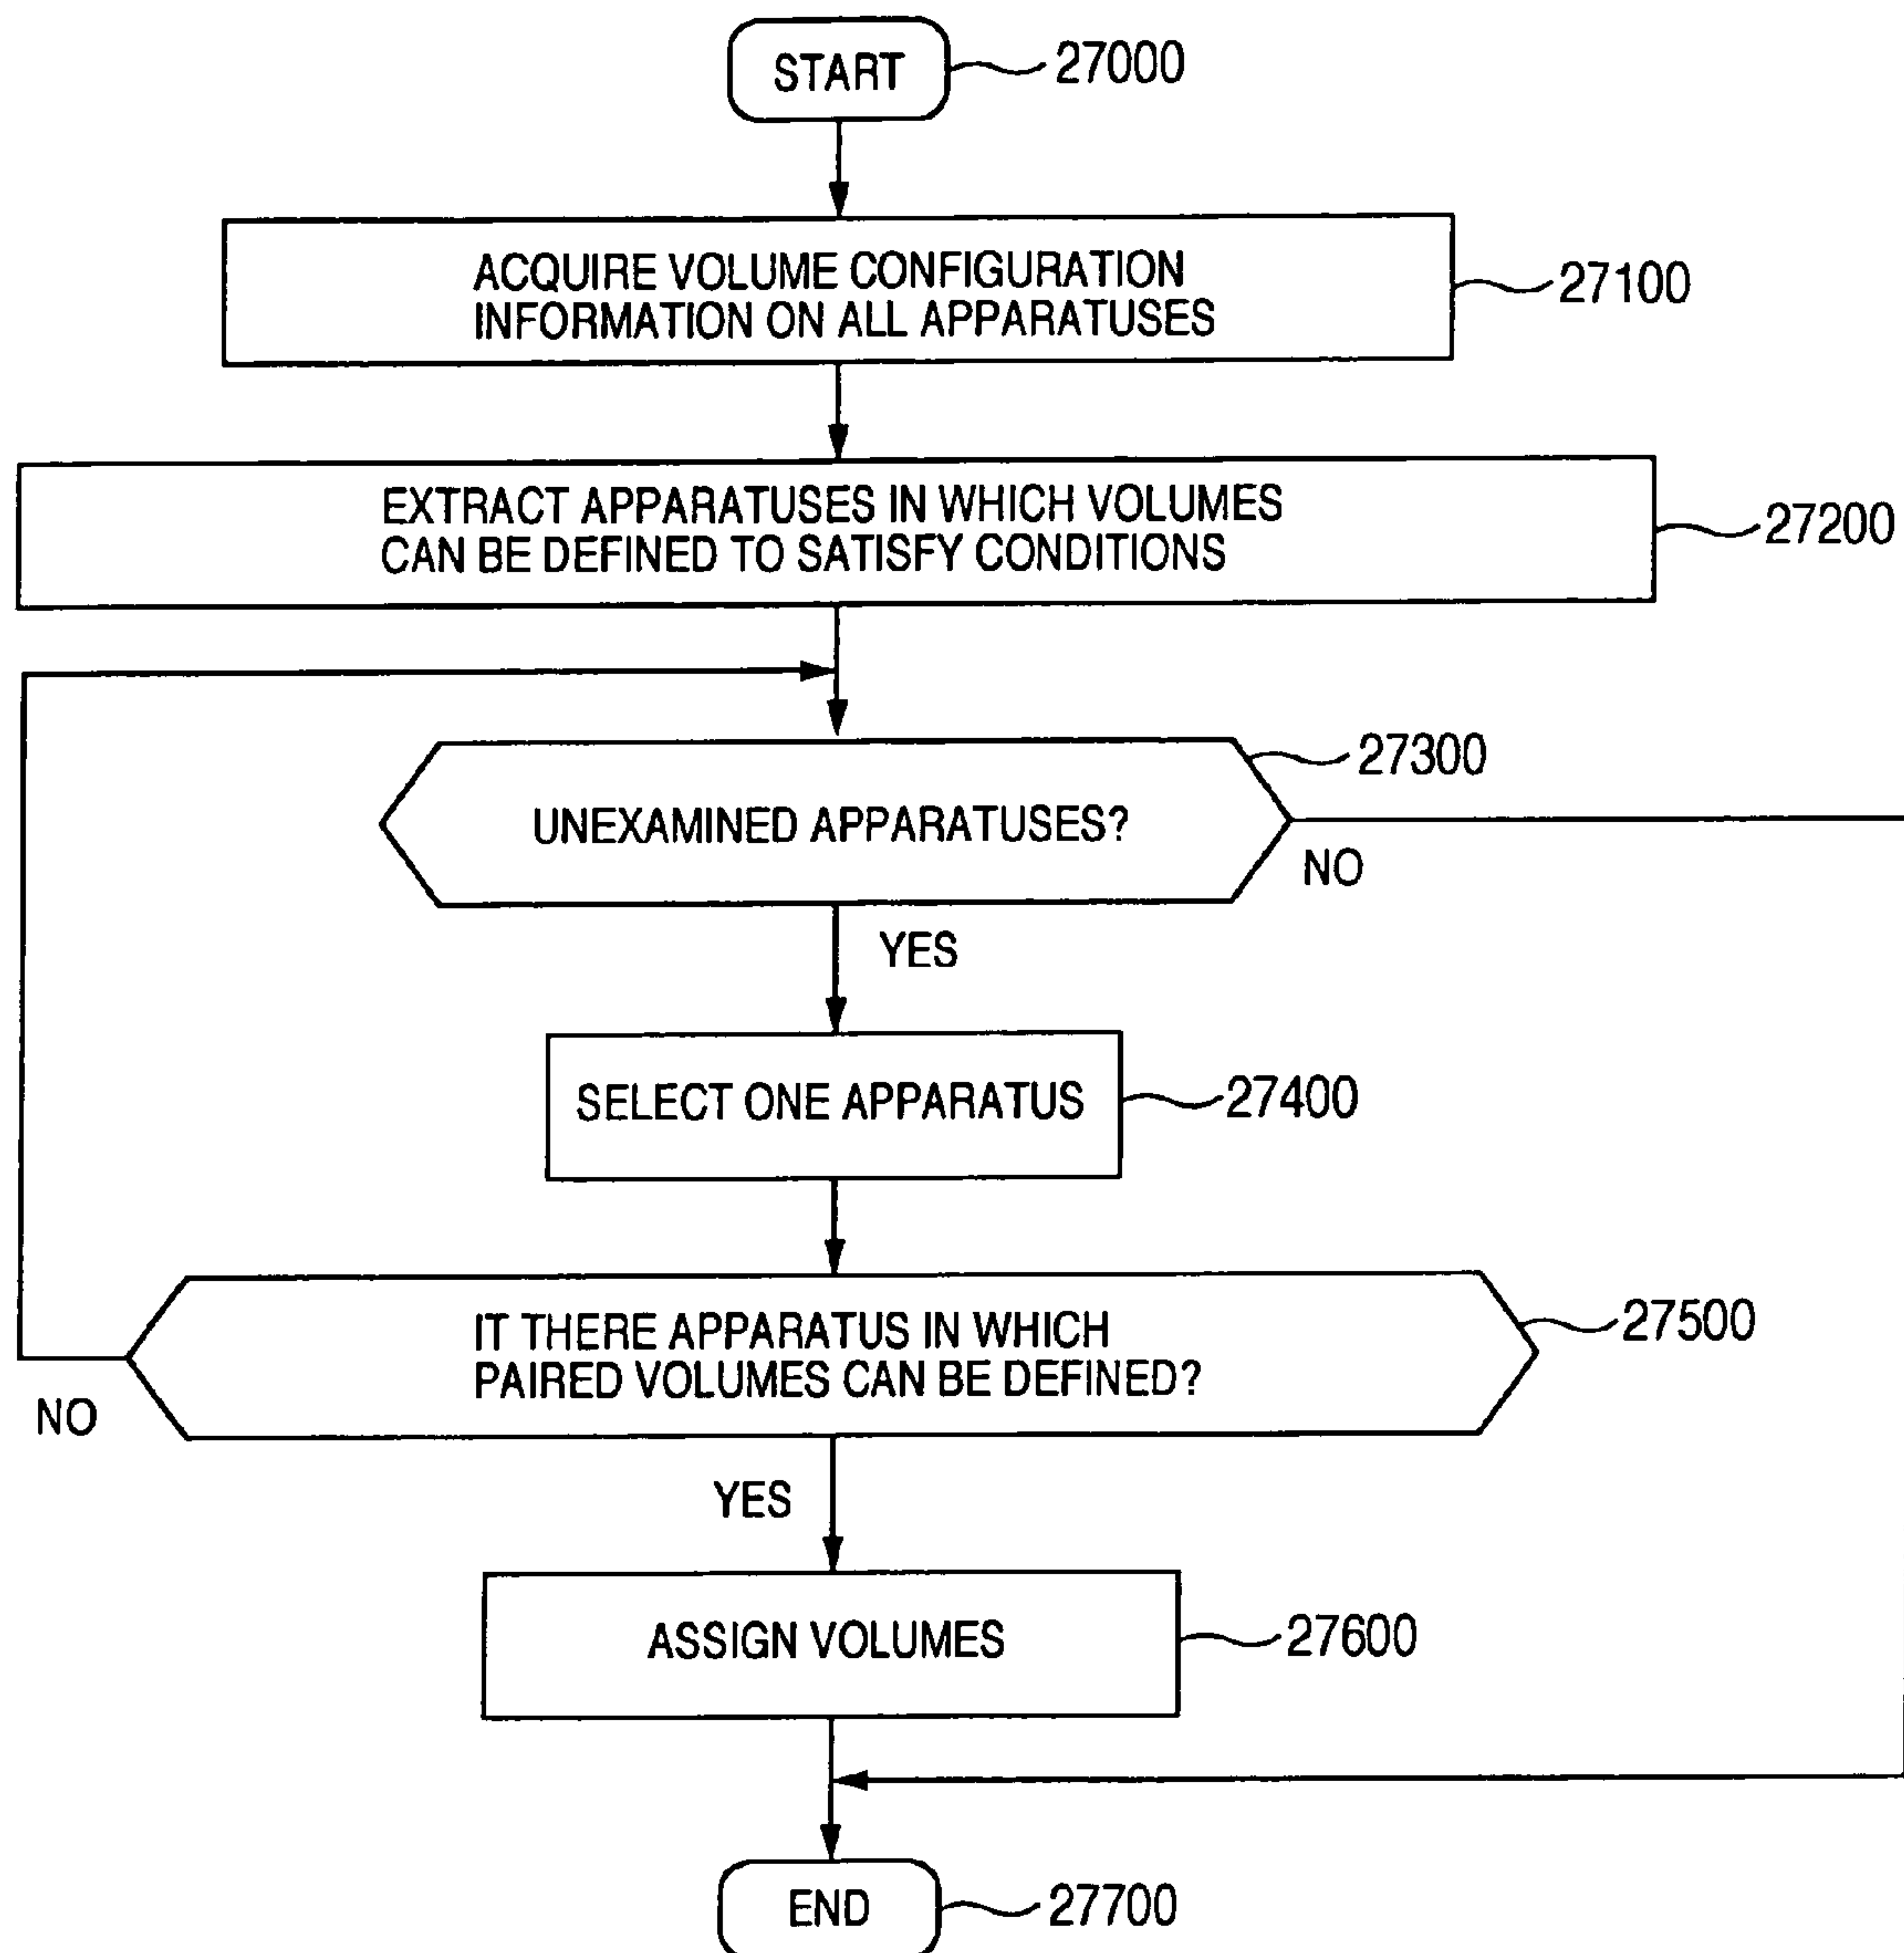 START
27000
ACQUIRE VOLUME CONFIGURATION
INFORMATION ON ALL APPARATUSES
27100
EXTRACT APPARATUSES IN WHICH VOLUMES
CAN BE DEFINED TO SATISFY CONDITIONS
27200
27300
UNEXAMINED APPARATUSES?
NO
YES
SELECT ONE APPARATUS
27400
IT THERE APPARATUS IN WHICH
PAIRED VOLUMES CAN BE DEFINED?
27500
NO
YES
ASSIGN VOLUMES
27600
END
27700